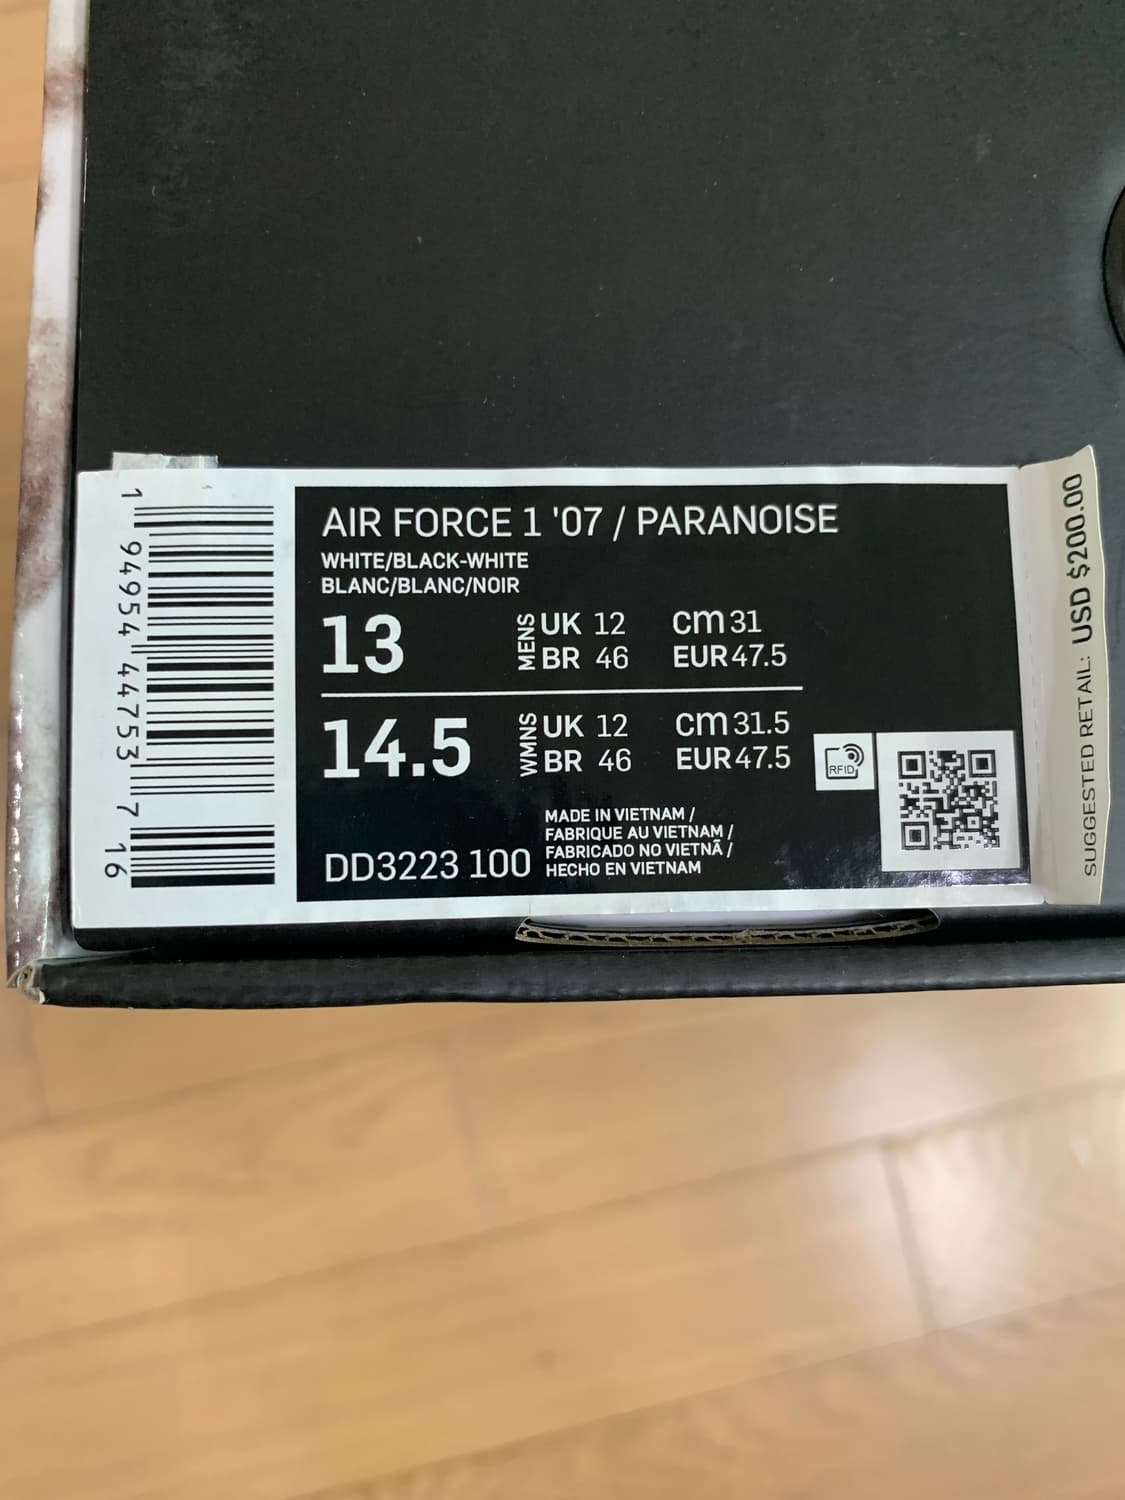 AIR FORCE 1 '07 / PARANOISE
WHITE/BLACK-WHITE
BLANC/BLANC/NOIR
13 MENS UK 12 cm 31
BR 46 EUR 47.5
14.5 WMNS UK 12 cm 31.5
BR 46 EUR 47.5
RFID
MADE IN VIETNAM /
FABRIQUE AU VIETNAM /
FABRICADO NO VIETNÃ /
HECHO EN VIETNAM
DD3223 100
1 94954 44753 7 16
SUGGESTED RETAIL: USD $200.00